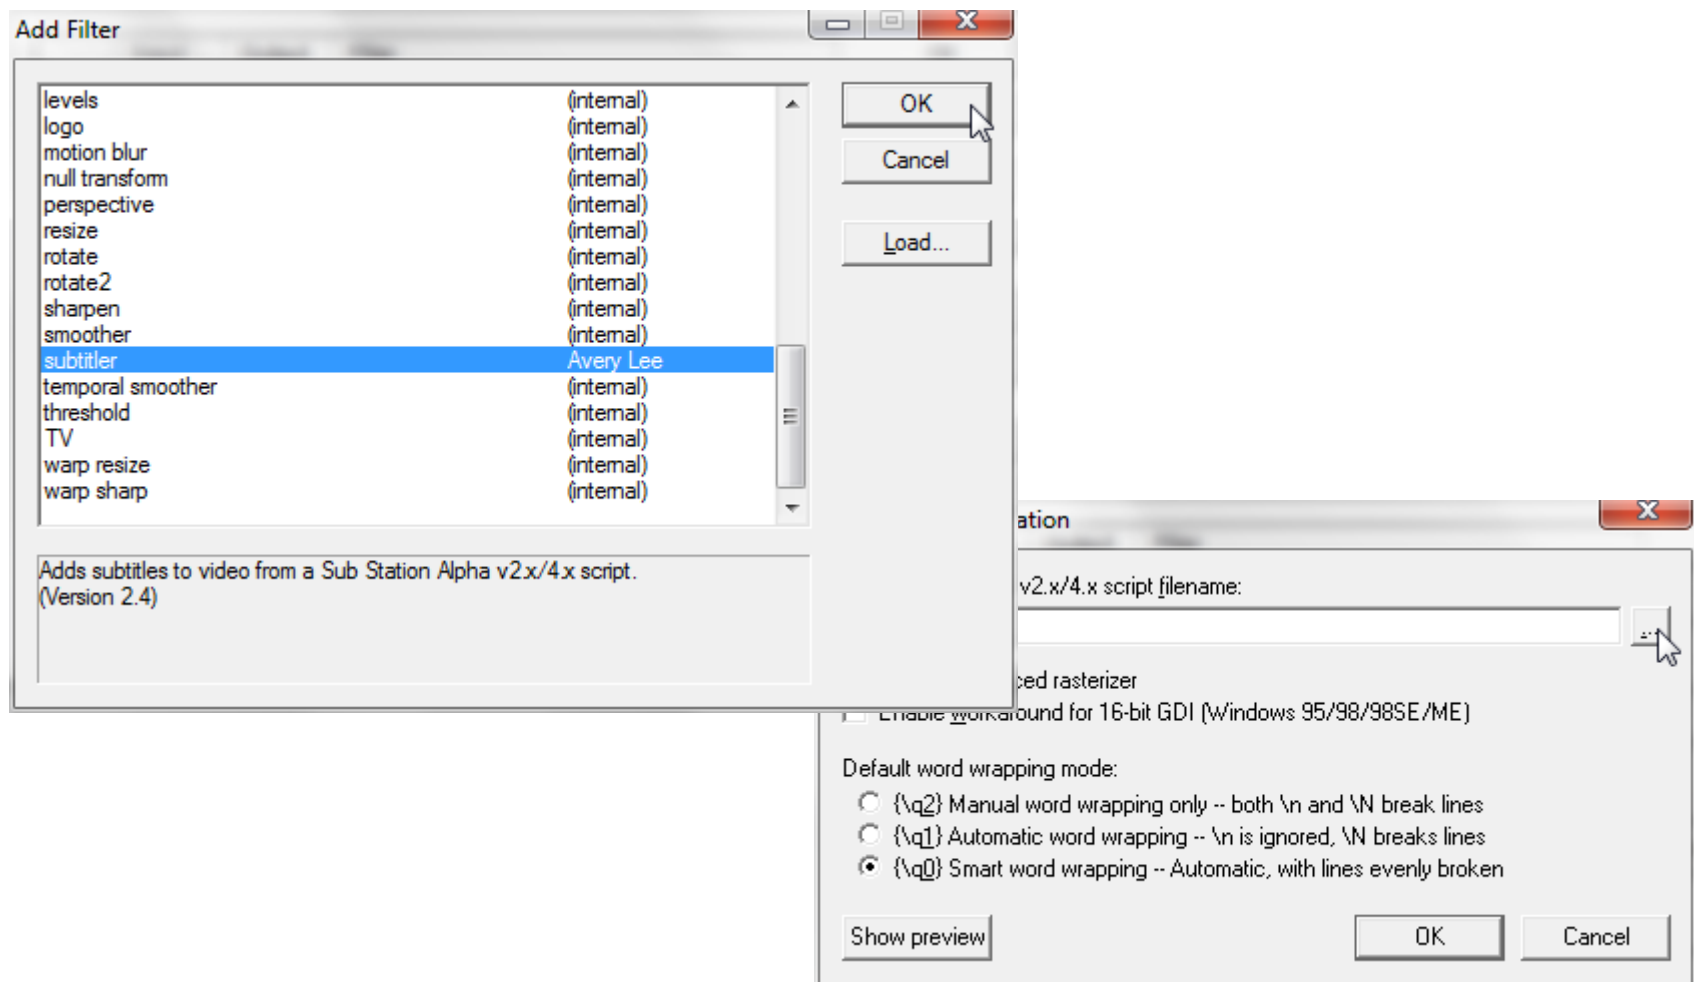 Add Filter
levels (internal)
logo (internal)
motion blur (internal)
null transform (internal)
perspective (internal)
resize (internal)
rotate (internal)
rotate2 (internal)
sharpen (internal)
smoother (internal)
subtitler Avery Lee
temporal smoother (internal)
threshold (internal)
TV (internal)
warp resize (internal)
warp sharp (internal)
OK
Cancel
Load...
Adds subtitles to video from a Sub Station Alpha v2.x/4.x script.
(Version 2.4)
ation
v2.x/4.x script filename:
...
ced rasterizer
Enable workaround for 16-bit GDI (Windows 95/98/98SE/ME)
Default word wrapping mode:
{\q2} Manual word wrapping only -- both \n and \N break lines
{\q1} Automatic word wrapping -- \n is ignored, \N breaks lines
{\q0} Smart word wrapping -- Automatic, with lines evenly broken
Show preview OK Cancel